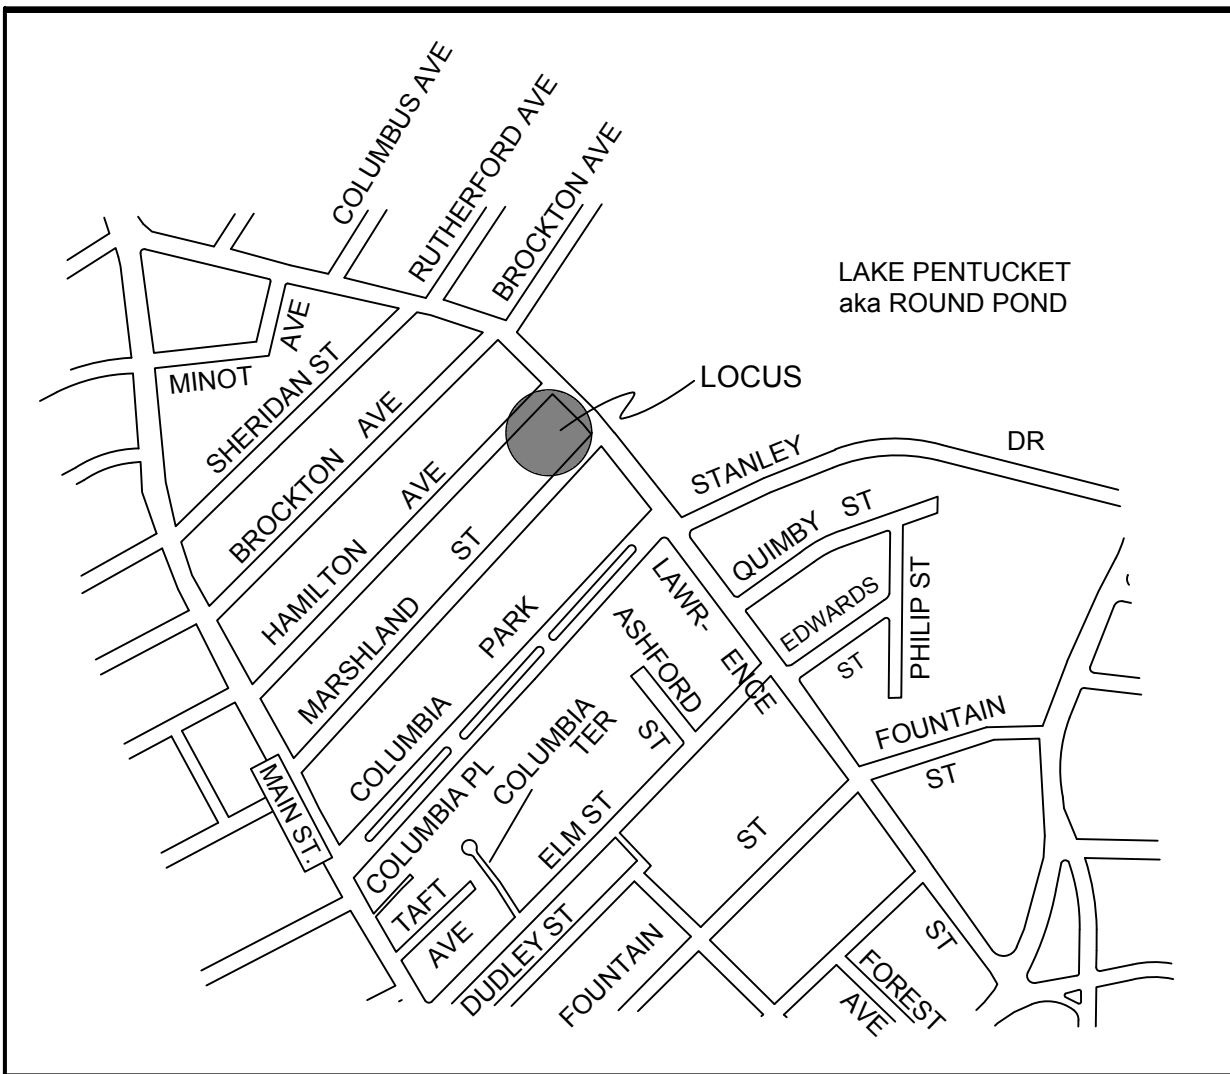 COLUMBUS AVE
RUTHERFORD AVE
BROCKTON AVE
LAKE PENTUCKET
aka ROUND POND
MINOT
AVE
SHERIDAN ST
LOCUS
BROCKTON AVE
HAMILTON AVE
MARSHLAND ST
STANLEY DR
QUIMBY ST
EDWARDS
ST
PHILIP ST
LAWR-
ENCE
ST
ASHFORD
ST
COLUMBIA PARK
COLUMBIA
TER
FOUNTAIN
ST
MAIN ST.
COLUMBIA PL
TAFT
AVE
ELM ST
DUDLEY ST
FOUNTAIN
ST
FOREST
AVE